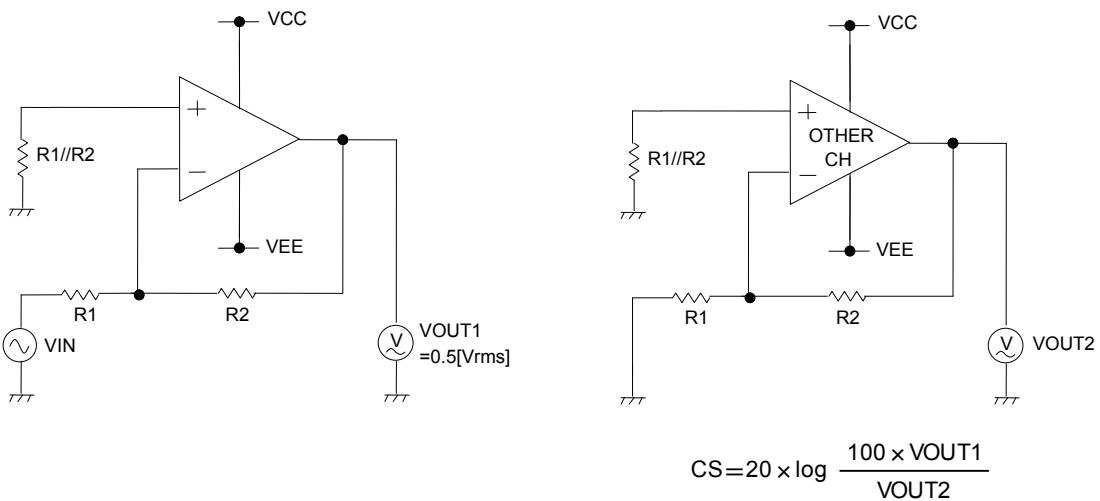 VCC
R1//R2
VEE
R1
R2
VIN
VOUT1
=0.5[Vrms]
VCC
R1//R2
OTHER
CH
VEE
R1
R2
VOUT2
CS=20 × log 100 × VOUT1
VOUT2